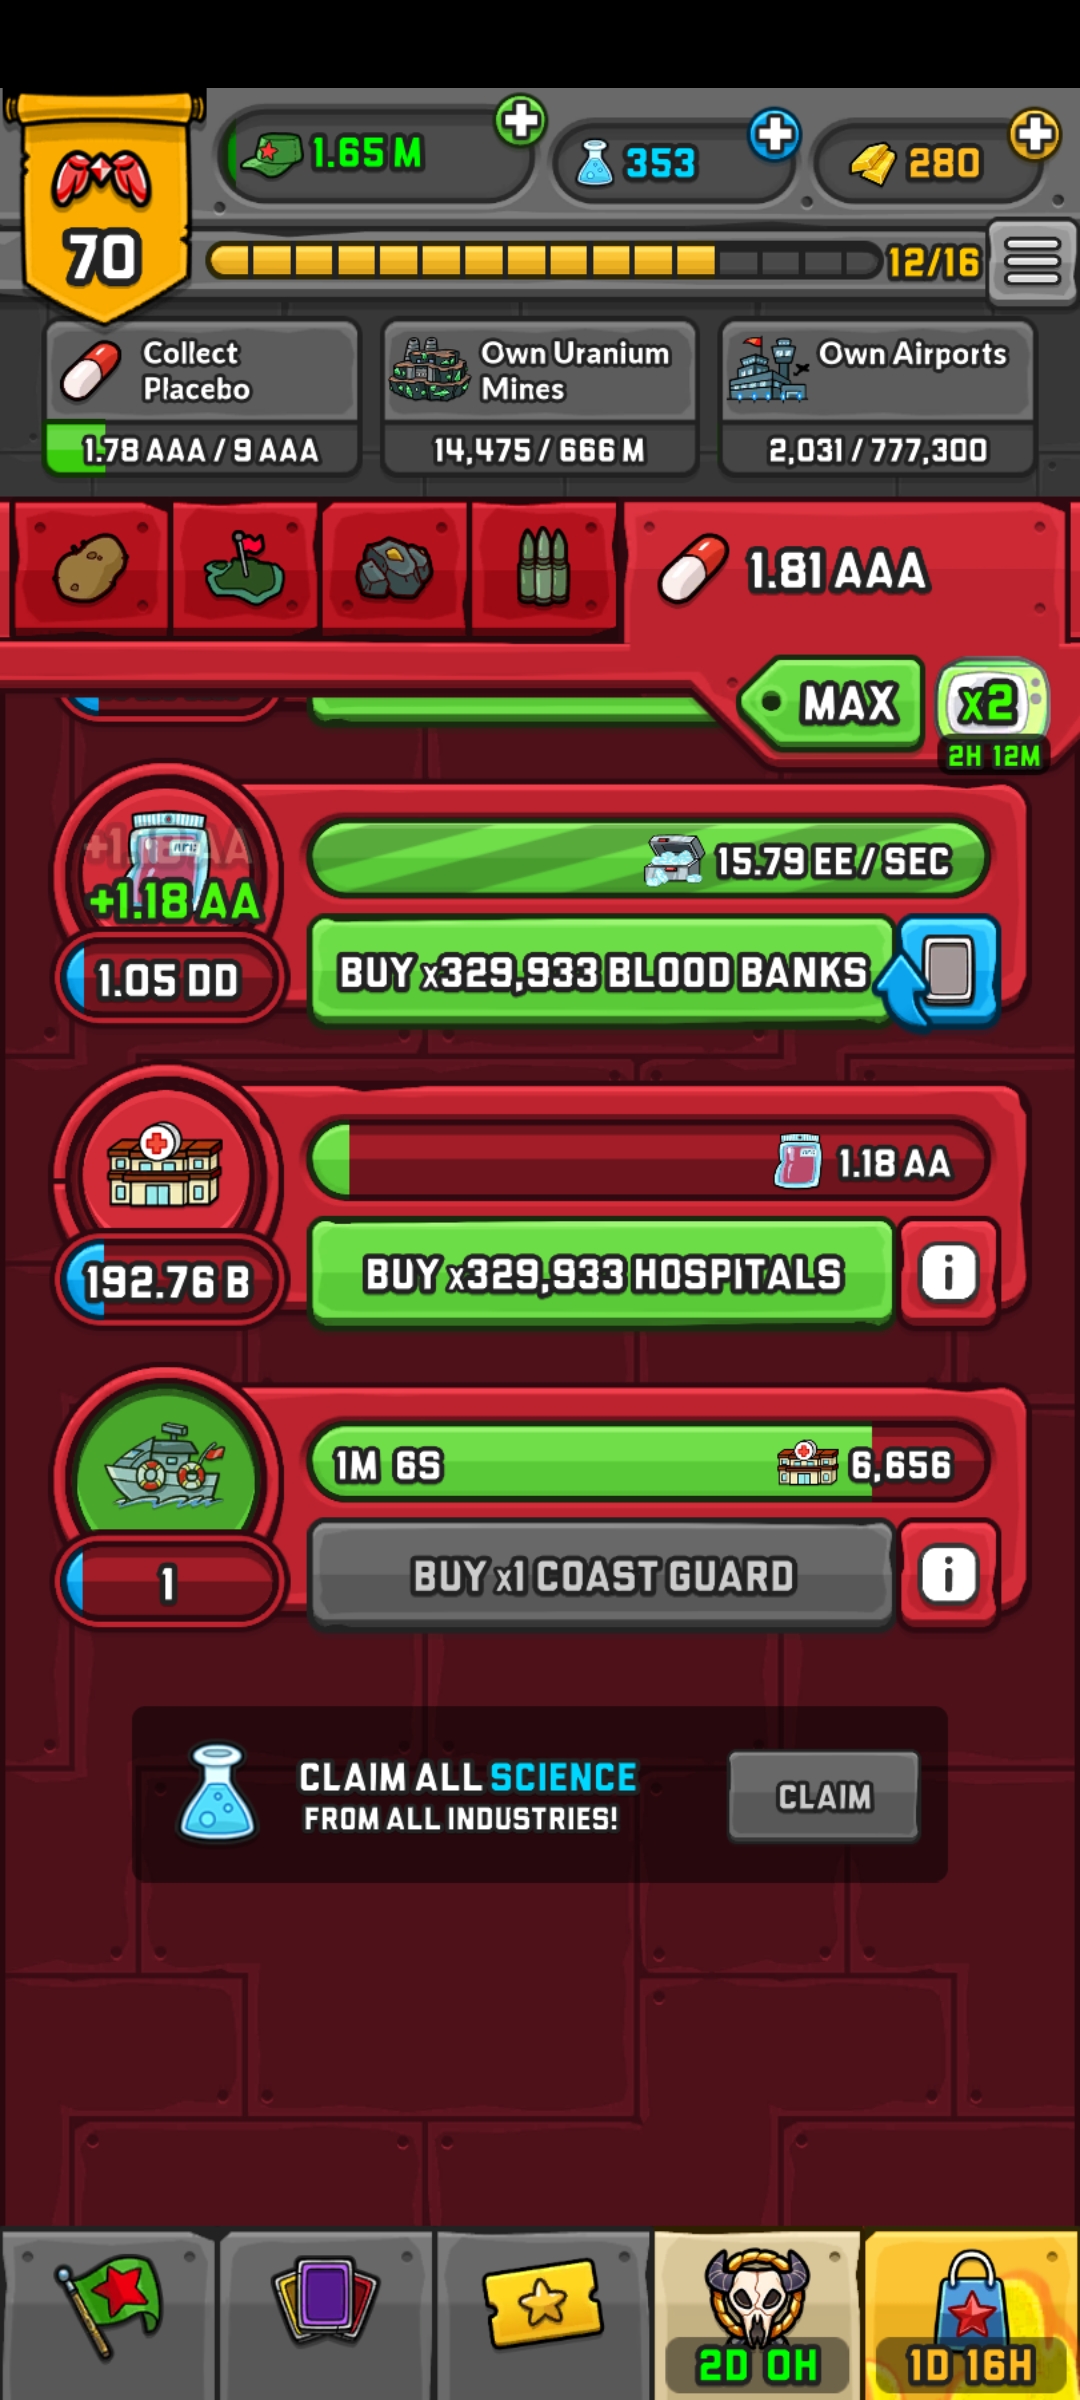 1.65 M
353
280
70
12/16
Collect
Placebo
1.78 AAA / 9 AAA
Own Uranium
Mines
14,475 / 666 M
Own Airports
2,031 / 777,300
1.81 AAA
MAX
x2
2H 12M
+1.18 AA
15.79 EE / SEC
1.05 DD
BUY x329,933 BLOOD BANKS
1.18 AA
192.76 B
BUY x329,933 HOSPITALS
i
1M 6S
6,656
1
BUY x1 COAST GUARD
i
CLAIM ALL SCIENCE
FROM ALL INDUSTRIES!
CLAIM
2D 0H
1D 16H